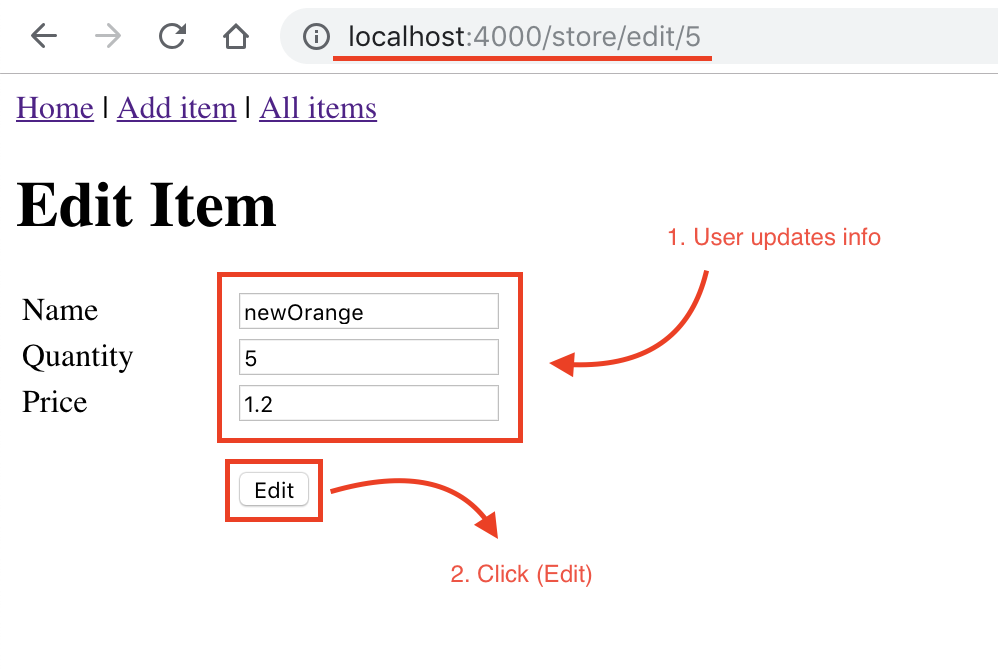 localhost:4000/store/edit/5
Home | Add item | All items
Edit Item
1. User updates info
Name newOrange
Quantity 5
Price 1.2
Edit
2. Click (Edit)